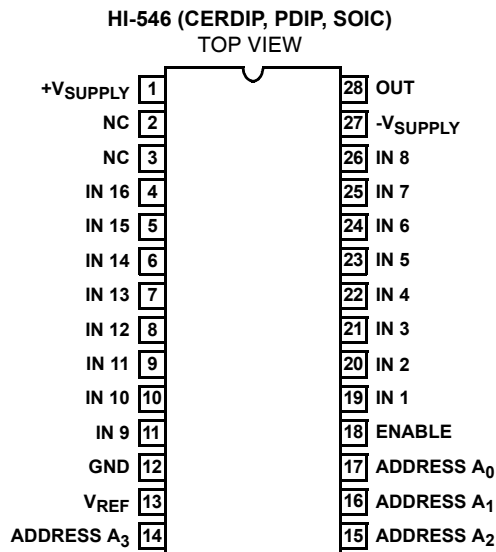 HI-546 (CERDIP, PDIP, SOIC)
TOP VIEW
+VSUPPLY 1 28 OUT
NC 2 27 -VSUPPLY
NC 3 26 IN 8
IN 16 4 25 IN 7
IN 15 5 24 IN 6
IN 14 6 23 IN 5
IN 13 7 22 IN 4
IN 12 8 21 IN 3
IN 11 9 20 IN 2
IN 10 10 19 IN 1
IN 9 11 18 ENABLE
GND 12 17 ADDRESS A0
VREF 13 16 ADDRESS A1
ADDRESS A3 14 15 ADDRESS A2